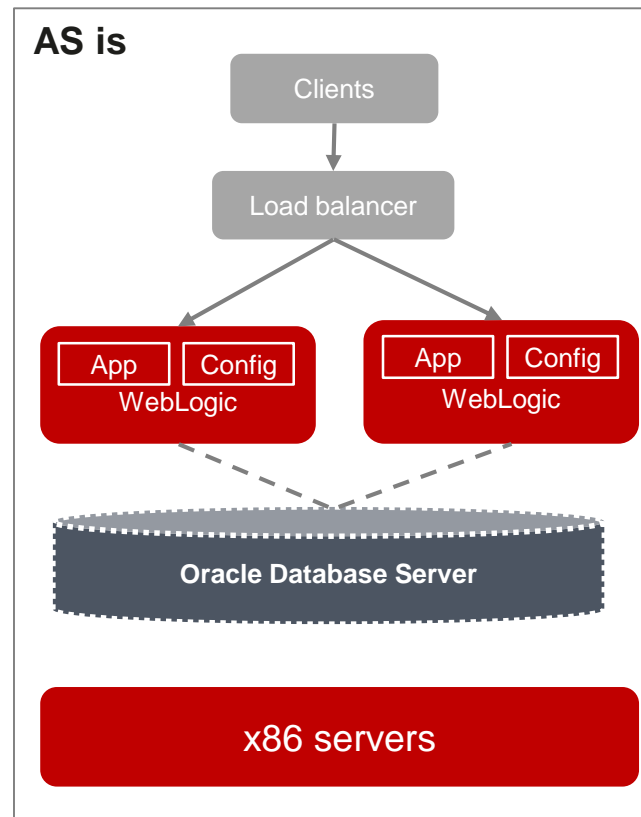 AS is
Clients
Load balancer
App
Config
WebLogic
App
Config
WebLogic
Oracle Database Server
x86 servers